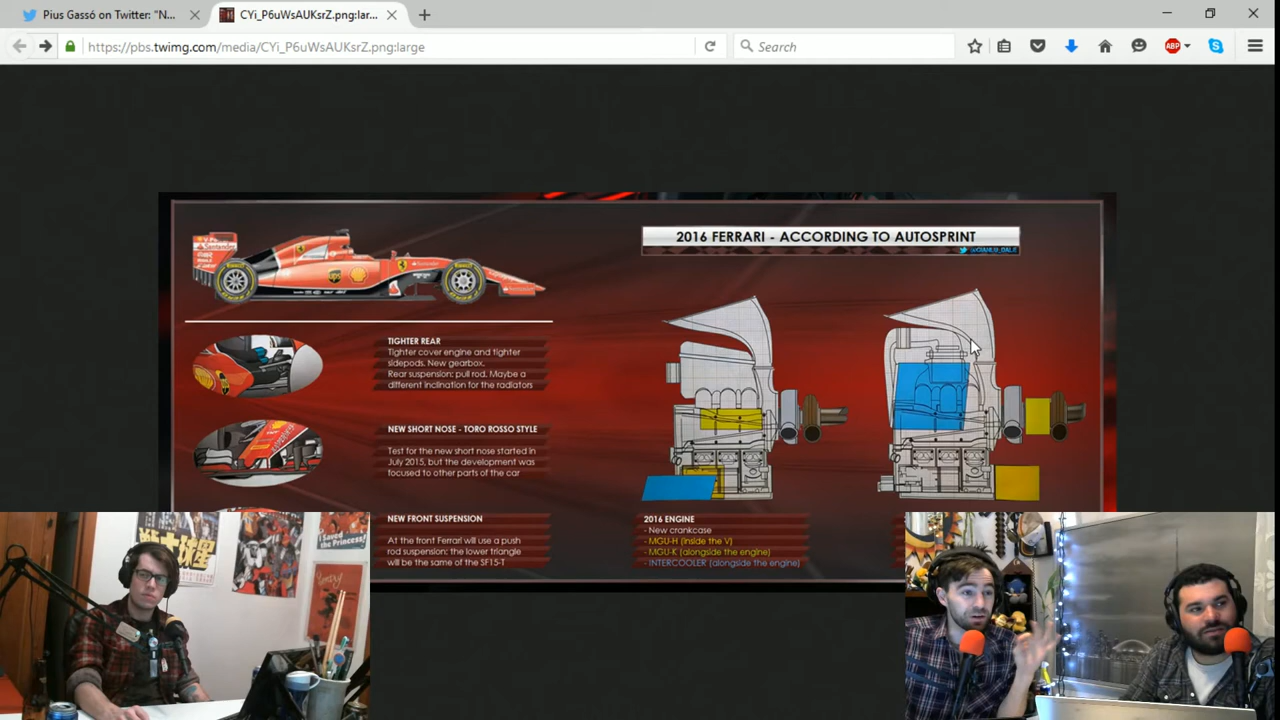 Pius Gassó on Twitter: "N...
CYi_P6uWsAUKsrZ.png:lar...
https://pbs.twimg.com/media/CYi_P6uWsAUKsrZ.png:large
Search
ABP
2016 FERRARI - ACCORDING TO AUTOSPRINT
@GIANLU_DALE
TIGHTER REAR
Tighter cover engine and tighter
sidepods. New gearbox.
Rear suspension: pull rod. Maybe a
different inclination for the radiators
NEW SHORT NOSE - TORO ROSSO STYLE
Test for the new short nose started in
July 2015, but the development was
focused to other parts of the car
NEW FRONT SUSPENSION
At the front Ferrari will use a push
rod suspension: the lower triangle
will be the same of the SF15-T
2016 ENGINE
- New crankcase
- MGU-H (inside the V)
- MGU-K (alongside the engine)
- INTERCOOLER (alongside the engine)
I Saved
the Princess!